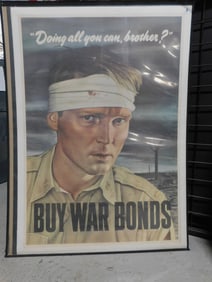 "Doing all you can, brother?"
BUY WAR BONDS